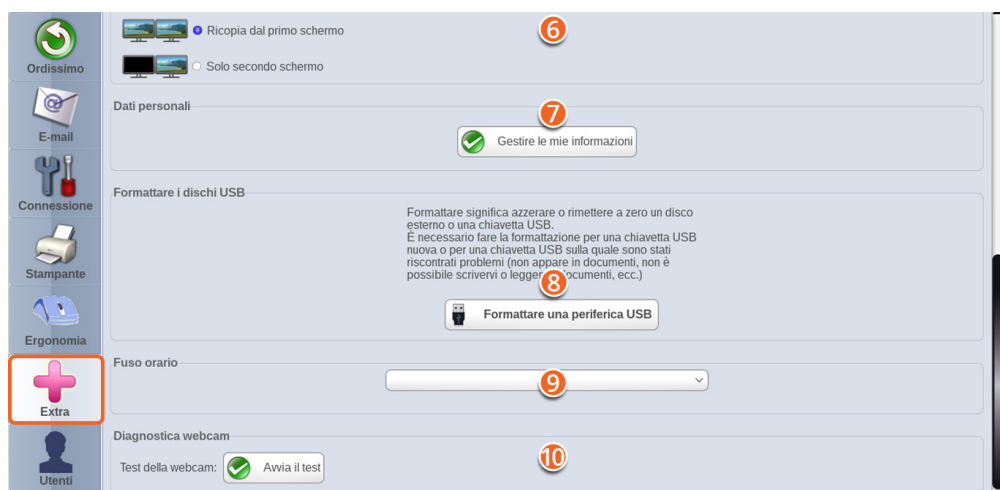 Ordissimo
E-mail
Connessione
Stampante
Ergonomia
Extra
Utenti
Ricopia dal primo schermo
6
Solo secondo schermo
Dati personali
7
Gestire le mie informazioni
Formattare i dischi USB
Formattare significa azzerare o rimettere a zero un disco
esterno o una chiavetta USB.
È necessario fare la formattazione per una chiavetta USB
nuova o per una chiavetta USB sulla quale sono stati
riscontrati problemi (non appare in documenti, non è
possibile scrivervi o documenti, ecc.)
8
Formattare una periferica USB
Fuso orario
9
Diagnostica webcam
10
Test della webcam: Avvia il test